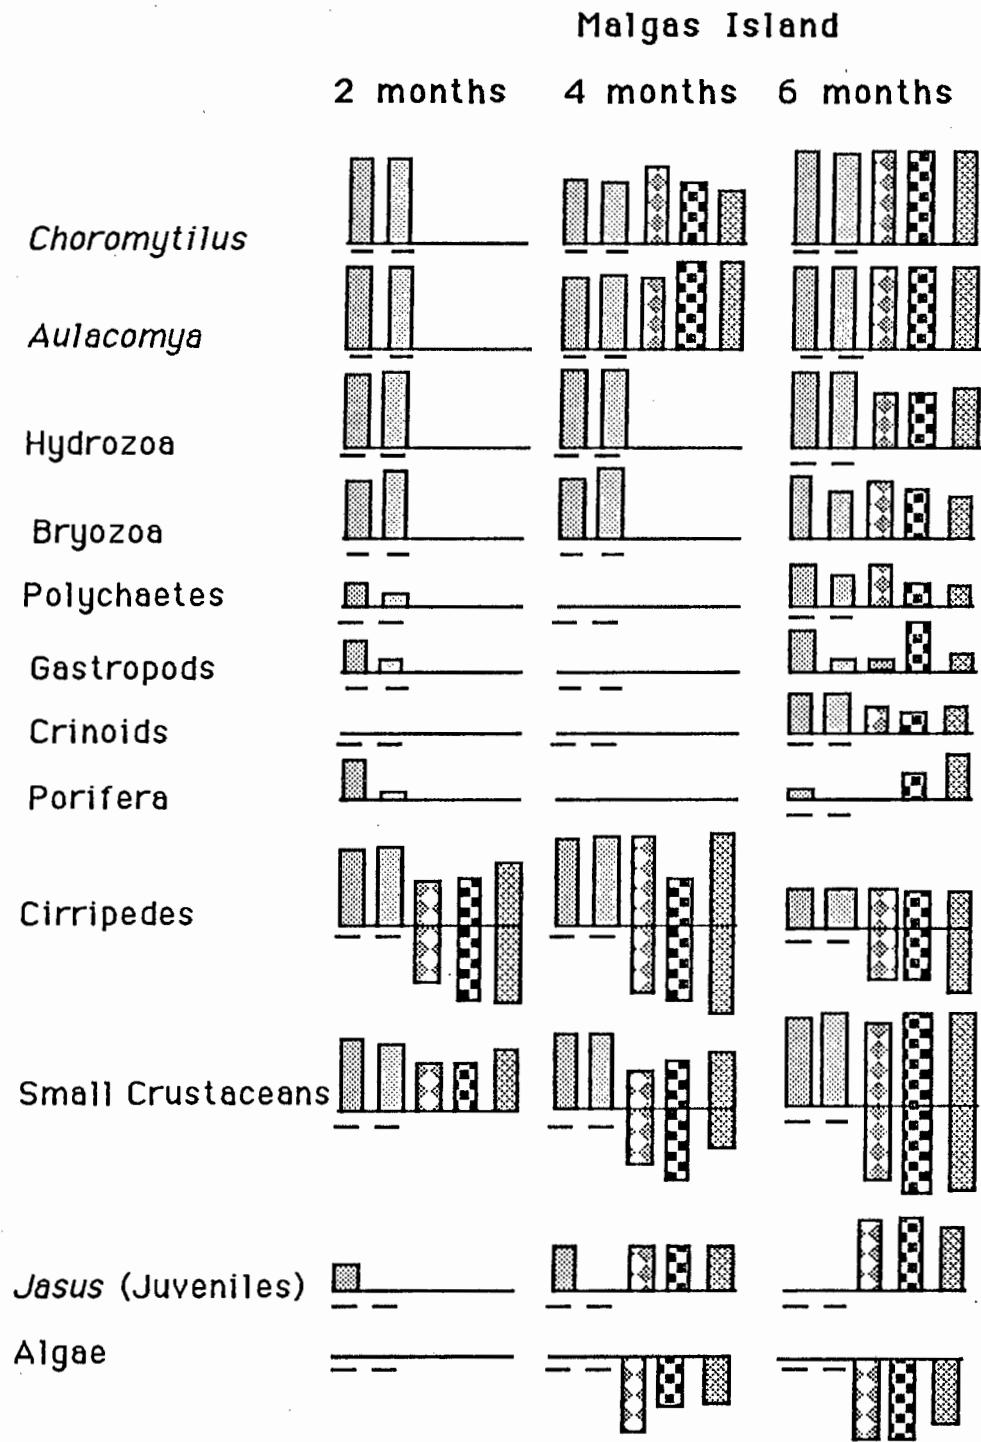 Malgas Island
2 months 4 months 6 months
Choromytilus
Aulacomya
Hydrozoa
Bryozoa
Polychaetes
Gastropods
Crinoids
Porifera
Cirripedes
Small Crustaceans
Jasus (Juveniles)
Algae